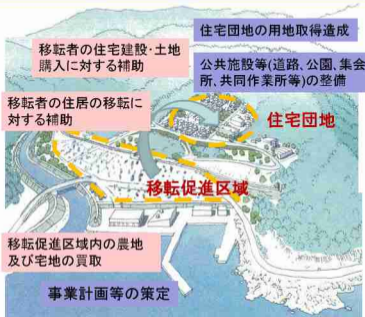 住宅団地の用地取得造成
移転者の住宅建設・土地
購入に対する補助
公共施設等(道路、公園、集会
所、共同作業所等)の整備
移転者の住居の移転に
対する補助
住宅団地
移転促進区域
移転促進区域内の農地
及び宅地の買取
事業計画等の策定